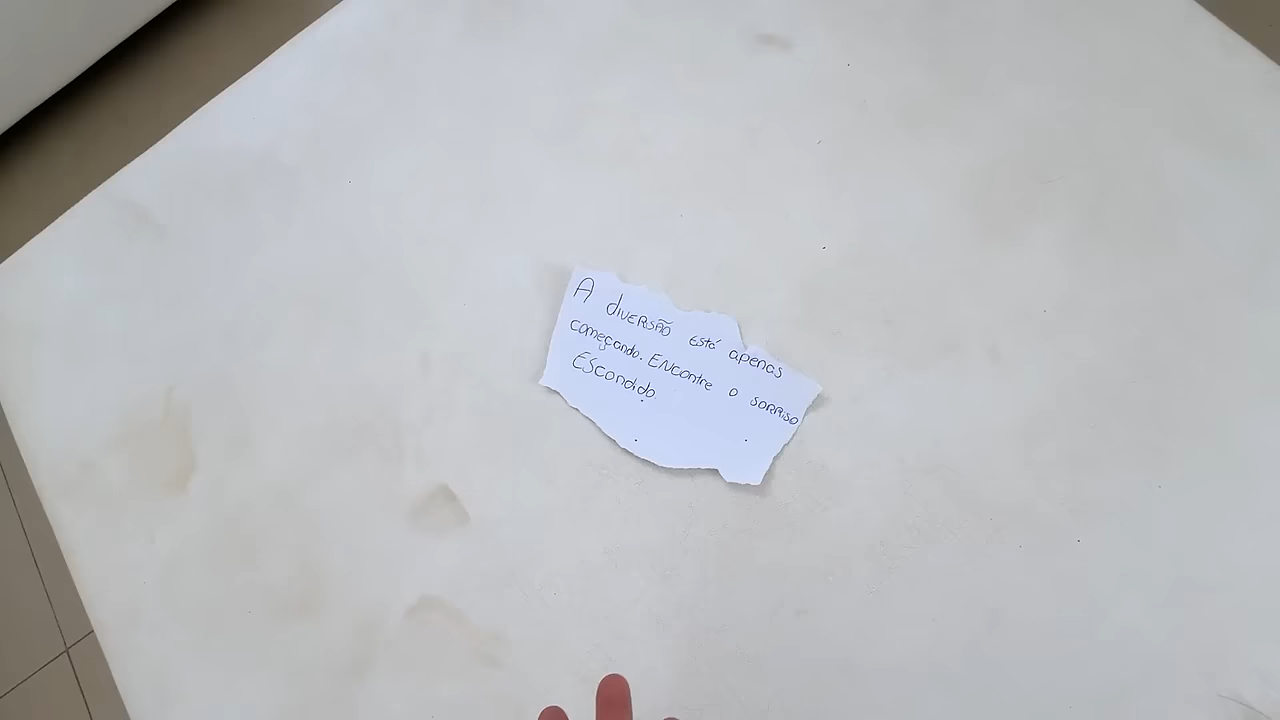 A diversão está apenas
começando. Encontre o sorriso
Escondido.